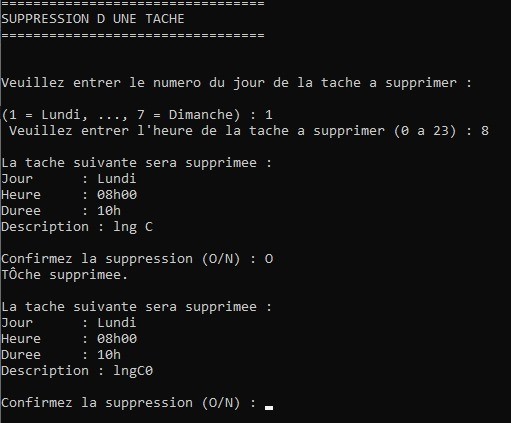 =================================
SUPPRESSION D UNE TACHE
=================================
Veuillez entrer le numero du jour de la tache a supprimer :
(1 = Lundi, ..., 7 = Dimanche) : 1
Veuillez entrer l'heure de la tache a supprimer (0 a 23) : 8
La tache suivante sera supprimee :
Jour : Lundi
Heure : 08h00
Duree : 10h
Description : lng C
Confirmez la suppression (O/N) : O
TÔche supprimee.
La tache suivante sera supprimee :
Jour : Lundi
Heure : 08h00
Duree : 10h
Description : lngC0
Confirmez la suppression (O/N) :